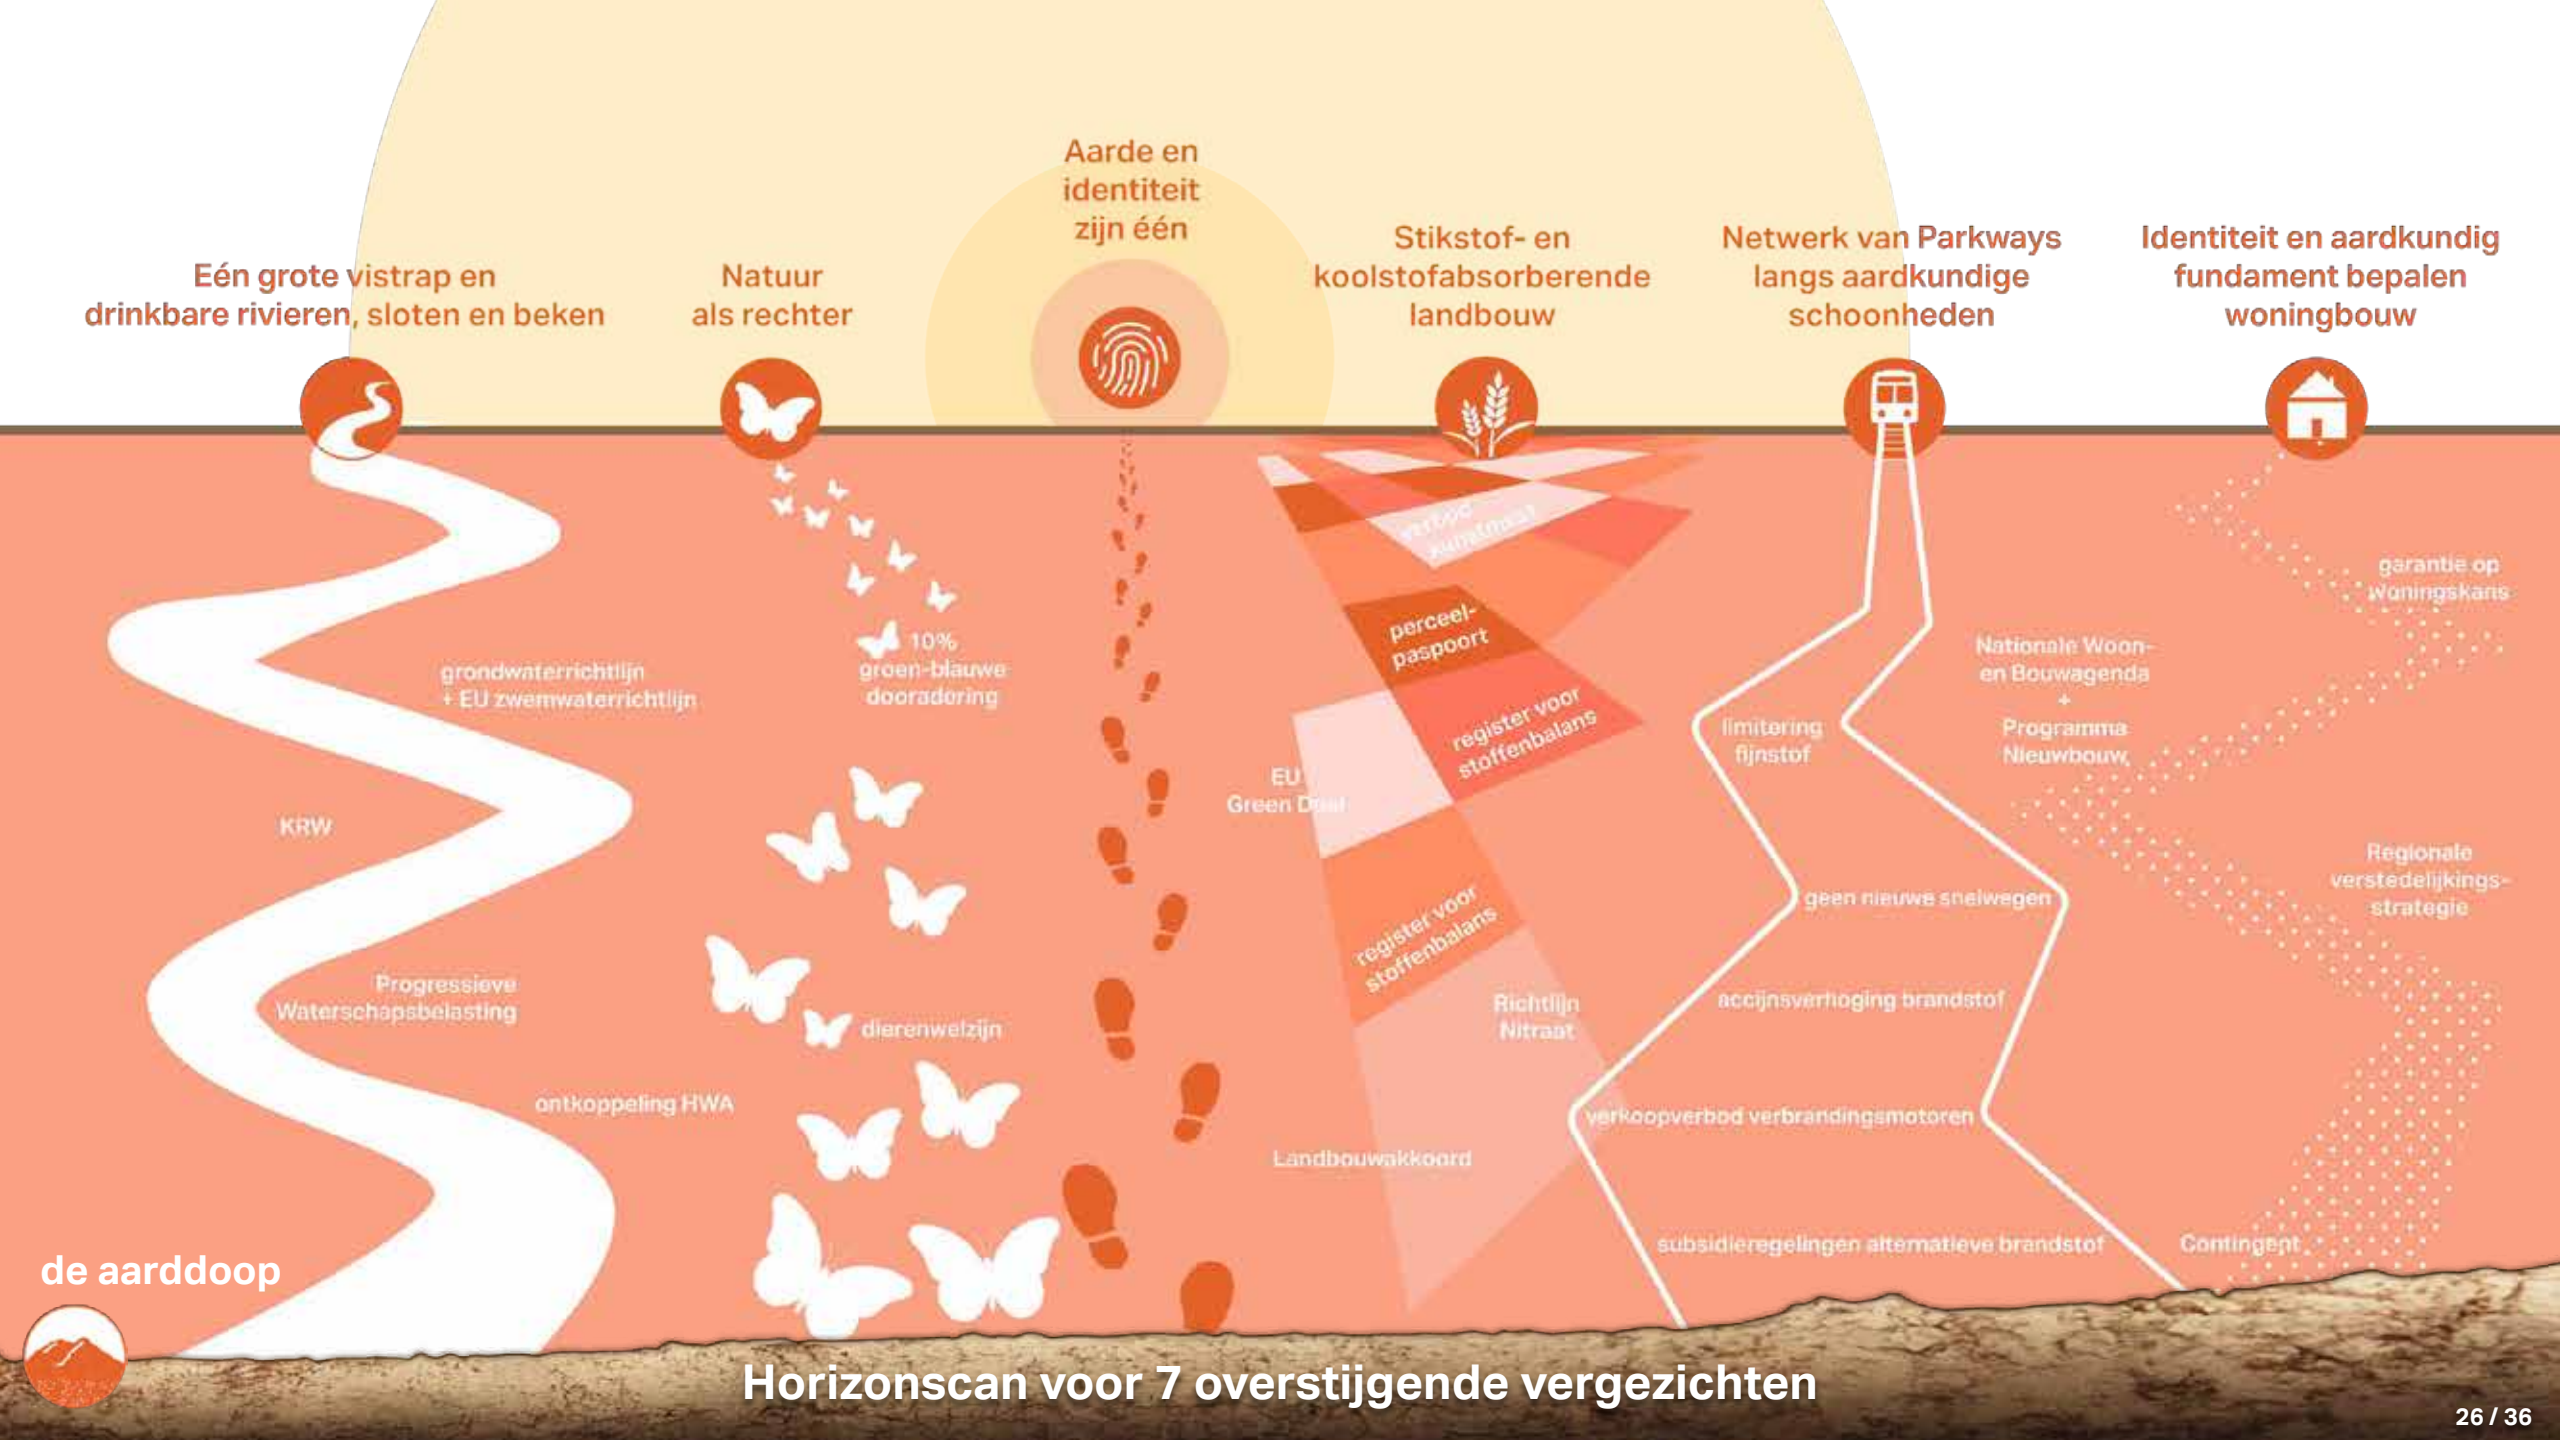 Aarde en
identiteit
zijn één
Eén grote vistrap en
drinkbare rivieren, sloten en beken
Natuur
als rechter
Stikstof- en
koolstofabsorberende
landbouw
Netwerk van Parkways
langs aardkundige
schoonheden
Identiteit en aardkundig
fundament bepalen
woningbouw
grondwaterrichtlijn
+ EU zwemwaterrichtlijn
KRW
Progressieve
Waterschapsbelasting
ontkoppeling HWA
10%
groen-blauwe
dooradering
dierenwelzijn
verbod
kunstmest
perceel-
paspoort
register voor
stoffenbalans
EU
Green Deal
register voor
stoffenbalans
Richtlijn
Nitraat
Landbouwakkoord
limitering
fijnstof
geen nieuwe snelwegen
accijnsverhoging brandstof
verkoopverbod verbrandingsmotoren
subsidieregelingen alternatieve brandstof
garantie op
Woningskans
Nationale Woon-
en Bouwagenda
+
Programma
Nieuwbouw
Regionale
verstedelijkings-
strategie
Contingent
de aarddoop
Horizonscan voor 7 overstijgende vergezichten
26 / 36